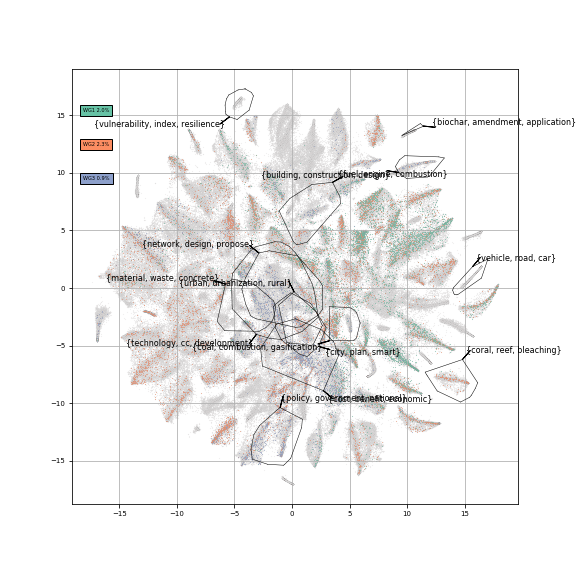 WG1 2.0%
{biochar, amendment, application}
{vulnerability, index, resilience}
WG2 2.3%
WG3 0.9%
{building, construction, design}
{fuel, engine, combustion}
{network, design, propose}
{vehicle, road, car}
{material, waste, concrete}
{urban, urbanization, rural}
{technology, cc, development}
{coal, combustion, gasification}
{city, plan, smart}
{coral, reef, bleaching}
{policy, government, national}
{cost, benefit, economic}
15
10
5
0
−5
−10
−15
−15
−10
−5
0
5
10
15